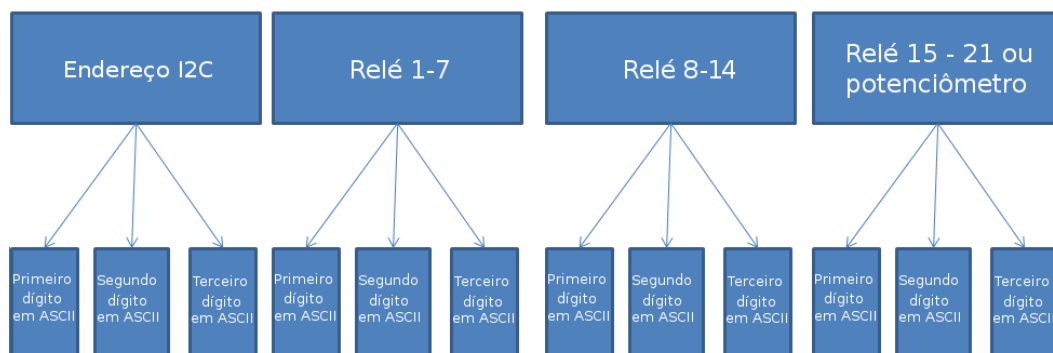 Endereço I2C
Relé 1-7
Relé 8-14
Relé 15 - 21 ou
potenciômetro
Primeiro
dígito
em ASCII
Segundo
dígito
em ASCII
Terceiro
dígito
em ASCII
Primeiro
dígito
em ASCII
Segundo
dígito
em ASCII
Terceiro
dígito
em ASCII
Primeiro
dígito
em ASCII
Segundo
dígito
em ASCII
Terceiro
dígito
em ASCII
Primeiro
dígito
em ASCII
Segundo
dígito
em ASCII
Terceiro
dígito
em ASCII